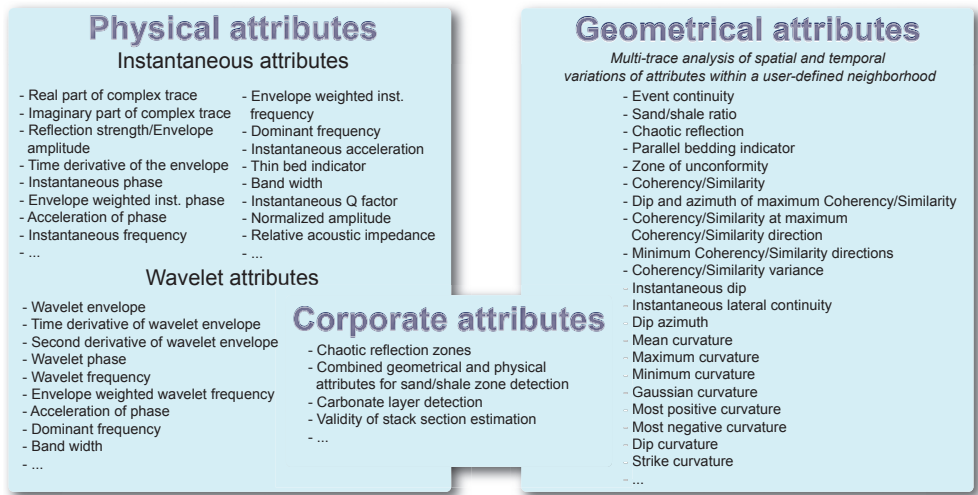 Physical attributes
Instantaneous attributes
- Real part of complex trace
- Imaginary part of complex trace
- Reflection strength/Envelope
amplitude
- Time derivative of the envelope
- Instantaneous phase
- Envelope weighted inst. phase
- Acceleration of phase
- Instantaneous frequency
- ...
- Envelope weighted inst.
frequency
- Dominant frequency
- Instantaneous acceleration
- Thin bed indicator
- Band width
- Instantaneous Q factor
- Normalized amplitude
- Relative acoustic impedance
- ...
Wavelet attributes
- Wavelet envelope
- Time derivative of wavelet envelope
- Second derivative of wavelet envelope
- Wavelet phase
- Wavelet frequency
- Envelope weighted wavelet frequency
- Acceleration of phase
- Dominant frequency
- Band width
- ...
Corporate attributes
- Chaotic reflection zones
- Combined geometrical and physical
attributes for sand/shale zone detection
- Carbonate layer detection
- Validity of stack section estimation
- ...
Geometrical attributes
Multi-trace analysis of spatial and temporal
variations of attributes within a user-defined neighborhood
- Event continuity
- Sand/shale ratio
- Chaotic reflection
- Parallel bedding indicator
- Zone of unconformity
- Coherency/Similarity
- Dip and azimuth of maximum Coherency/Similarity
- Coherency/Similarity at maximum
Coherency/Similarity direction
- Minimum Coherency/Similarity directions
- Coherency/Similarity variance
- Instantaneous dip
- Instantaneous lateral continuity
- Dip azimuth
- Mean curvature
- Maximum curvature
- Minimum curvature
- Gaussian curvature
- Most positive curvature
- Most negative curvature
- Dip curvature
- Strike curvature
- ...